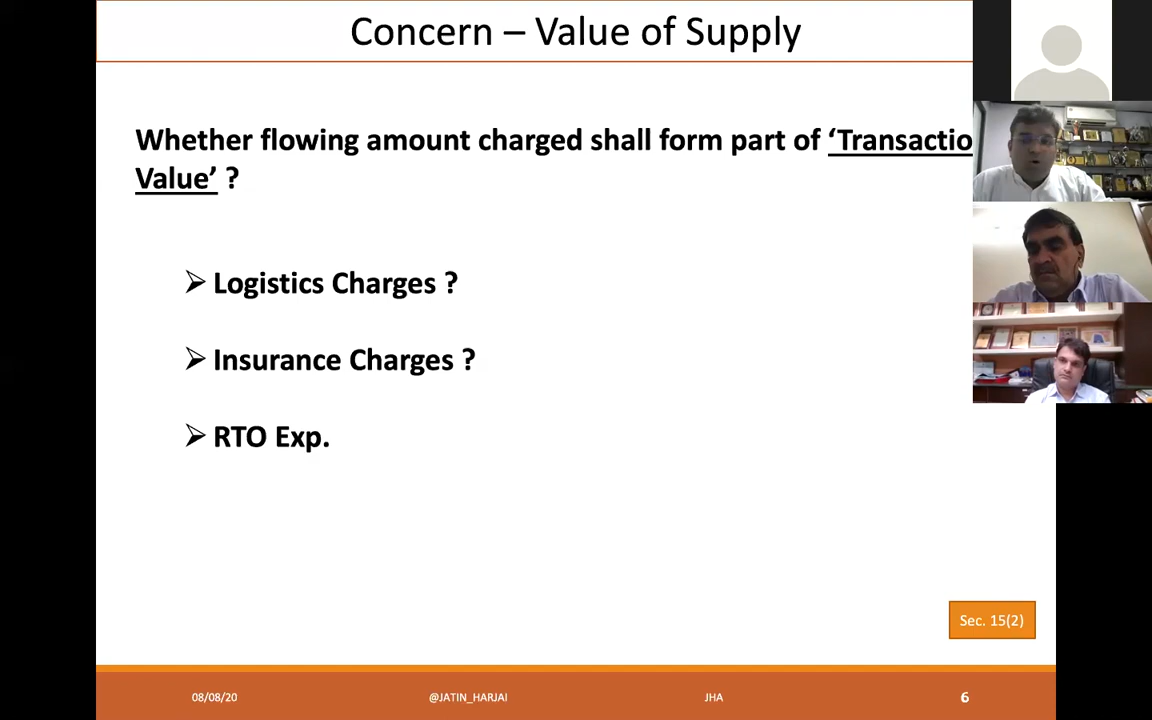 Concern – Value of Supply
Whether flowing amount charged shall form part of ‘Transactio
Value’ ?
➢ Logistics Charges ?
➢ Insurance Charges ?
➢ RTO Exp.
Sec. 15(2)
08/08/20 @JATIN_HARJAI JHA 6